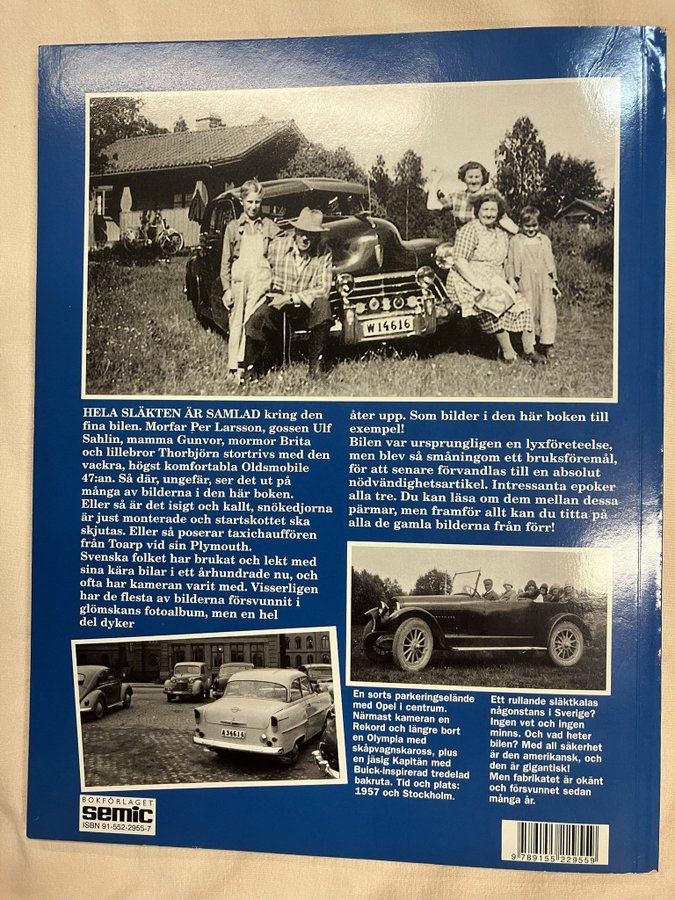 W14616
HELA SLÄKTEN ÄR SAMLAD kring den
fina bilen. Morfar Per Larsson, gossen Ulf
Sahlin, mamma Gunvor, mormor Brita
och lillebror Thorbjörn stortrivs med den
vackra, högst komfortabla Oldsmobile
47:an. Så där, ungefär, ser det ut på
många av bilderna i den här boken.
Eller så är det isigt och kallt, snökedjorna
är just monterade och startskottet ska
skjutas. Eller så poserar taxichauffören
från Toarp vid sin Plymouth.
Svenska folket har brukat och lekt med
sina kära bilar i ett århundrade nu, och
ofta har kameran varit med. Visserligen
har de flesta av bilderna försvunnit i
glömskans fotoalbum, men en hel
del dyker
åter upp. Som bilder i den här boken till
exempel!
Bilen var ursprungligen en lyxföreteelse,
men blev så småningom ett bruksföremål,
för att senare förvandlas till en absolut
nödvändighetsartikel. Intressanta epoker
alla tre. Du kan läsa om dem mellan dessa
pärmar, men framför allt kan du titta på
alla de gamla bilderna från förr!
A34614
En sorts parkeringselände
med Opel i centrum.
Närmast kameran en
Rekord och längre bort
en Olympia med
skåpvagnskaross, plus
en jäsig Kapitän med
Buick-inspirerad tredelad
bakruta. Tid och plats:
1957 och Stockholm.
Ett rullande släktkalas
någonstans i Sverige?
Ingen vet och ingen
minns. Och vad heter
bilen? Med all säkerhet
är den amerikansk, och
den är gigantisk!
Men fabrikatet är okänt
och försvunnet sedan
många år.
BOKFÖRLAGET
semic
ISBN 91-552-2955-7
9 789155 229559